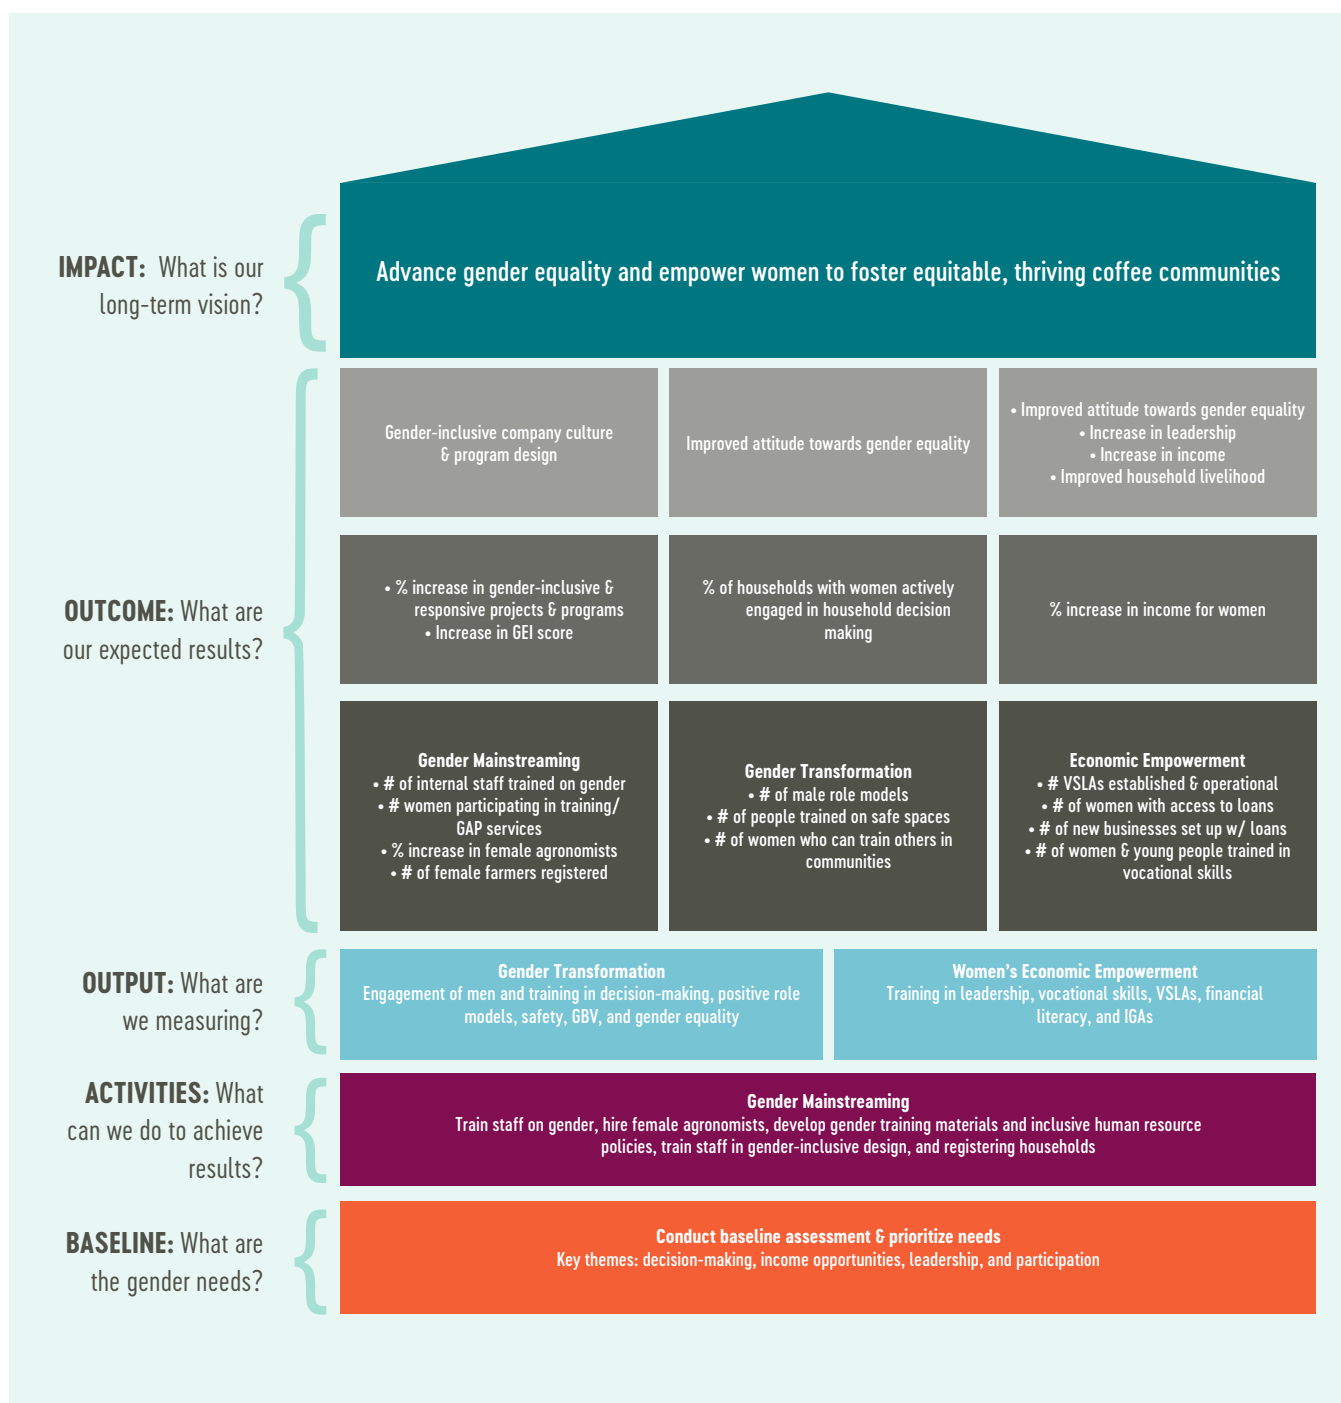 IMPACT: What is our
long-term vision?
Advance gender equality and empower women to foster equitable, thriving coffee communities
OUTCOME: What are
our expected results?
Gender-inclusive company culture
& program design
Improved attitude towards gender equality
• Improved attitude towards gender equality
• Increase in leadership
• Increase in income
• Improved household livelihood
• % increase in gender-inclusive &
responsive projects & programs
• Increase in GEI score
% of households with women actively
engaged in household decision
making
% increase in income for women
Gender Mainstreaming
• # of internal staff trained on gender
• # women participating in training/
GAP services
• % increase in female agronomists
• # of female farmers registered
Gender Transformation
• # of male role models
• # of people trained on safe spaces
• # of women who can train others in
communities
Economic Empowerment
• # VSLAs established & operational
• # of women with access to loans
• # of new businesses set up w/ loans
• # of women & young people trained in
vocational skills
OUTPUT: What are
we measuring?
Gender Transformation
Engagement of men and training in decision-making, positive role
models, safety, GBV, and gender equality
Women’s Economic Empowerment
Training in leadership, vocational skills, VSLAs, financial
literacy, and IGAs
ACTIVITIES: What
can we do to achieve
results?
Gender Mainstreaming
Train staff on gender, hire female agronomists, develop gender training materials and inclusive human resource
policies, train staff in gender-inclusive design, and registering households
BASELINE: What are
the gender needs?
Conduct baseline assessment & prioritize needs
Key themes: decision-making, income opportunities, leadership, and participation